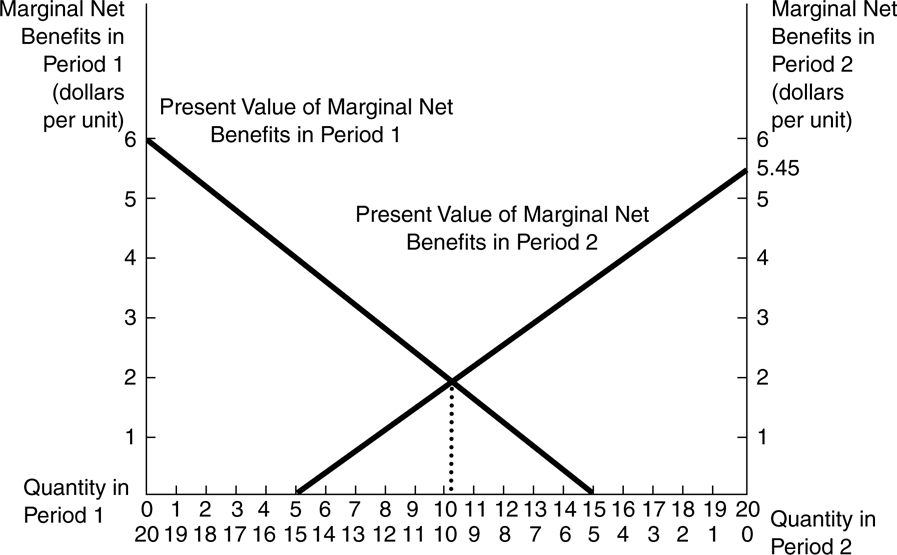 Marginal Net
Benefits in
Period 1
(dollars
per unit)
Marginal Net
Benefits in
Period 2
(dollars
per unit)
Present Value of Marginal Net
Benefits in Period 1
Present Value of Marginal Net
Benefits in Period 2
6
5
4
3
2
1
6
5.45
5
4
3
2
1
Quantity in
Period 1
0 1 2 3 4 5 6 7 8 9 10 11 12 13 14 15 16 17 18 19 20
20 19 18 17 16 15 14 13 12 11 10 9 8 7 6 5 4 3 2 1 0
Quantity in
Period 2